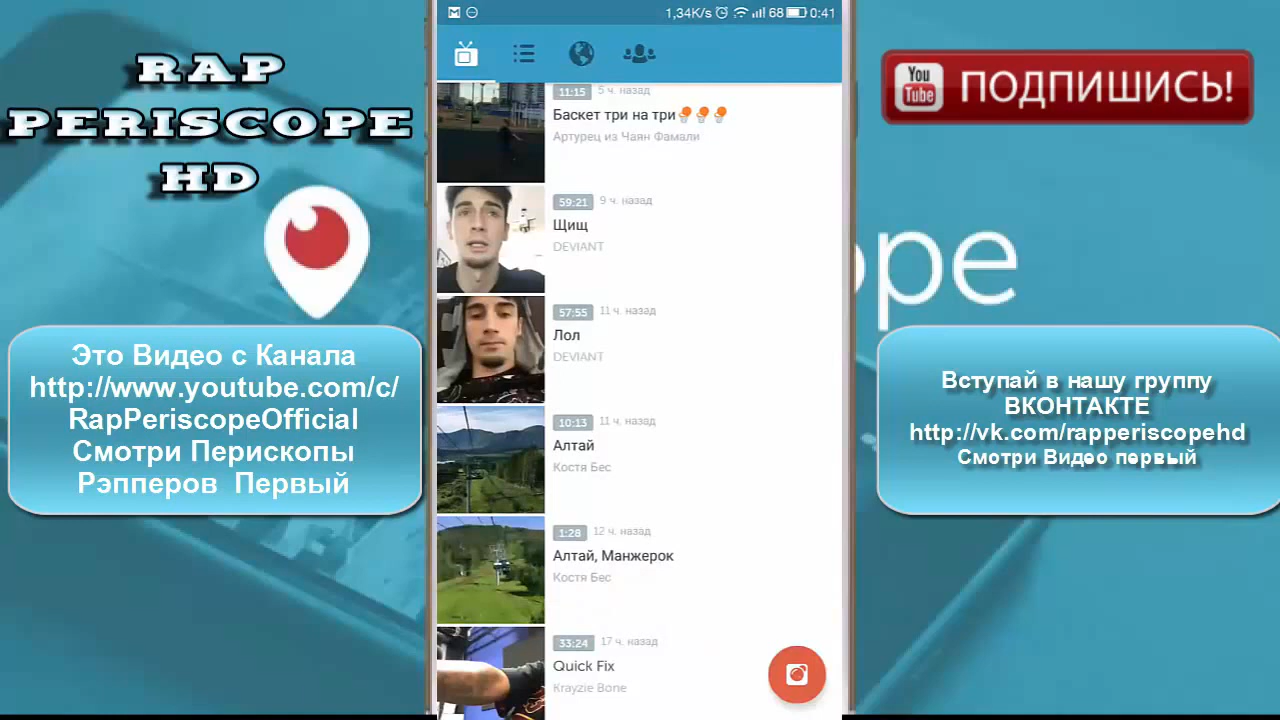 RAP
PERISCOPE
HD
Это Видео с Канала
http://www.youtube.com/c/
RapPeriscopeOfficial
Смотри Перископы
Рэпперов Первый
1,34K/s 68 0:41
11:15 5 ч. назад
Баскет три на три
Артурец из Чаян Фамали
59:21 9 ч. назад
Щищ
DEVIANT
57:55 11 ч. назад
Лол
DEVIANT
10:13 11 ч. назад
Алтай
Костя Бес
1:28 12 ч. назад
Алтай, Манжерок
Костя Бес
33:24 17 ч. назад
Quick Fix
Krayzie Bone
You
Tube
ПОДПИШИСЬ!
ope
Вступай в нашу группу
ВКОНТАКТЕ
http://vk.com/rapperiscopehd
Смотри Видео первый